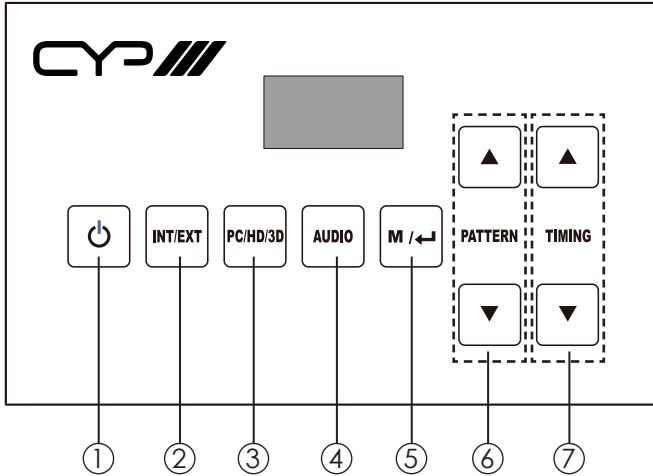 CYP
INT/EXT
PC/HD/3D
AUDIO
M /↵
PATTERN
TIMING
① ② ③ ④ ⑤ ⑥ ⑦